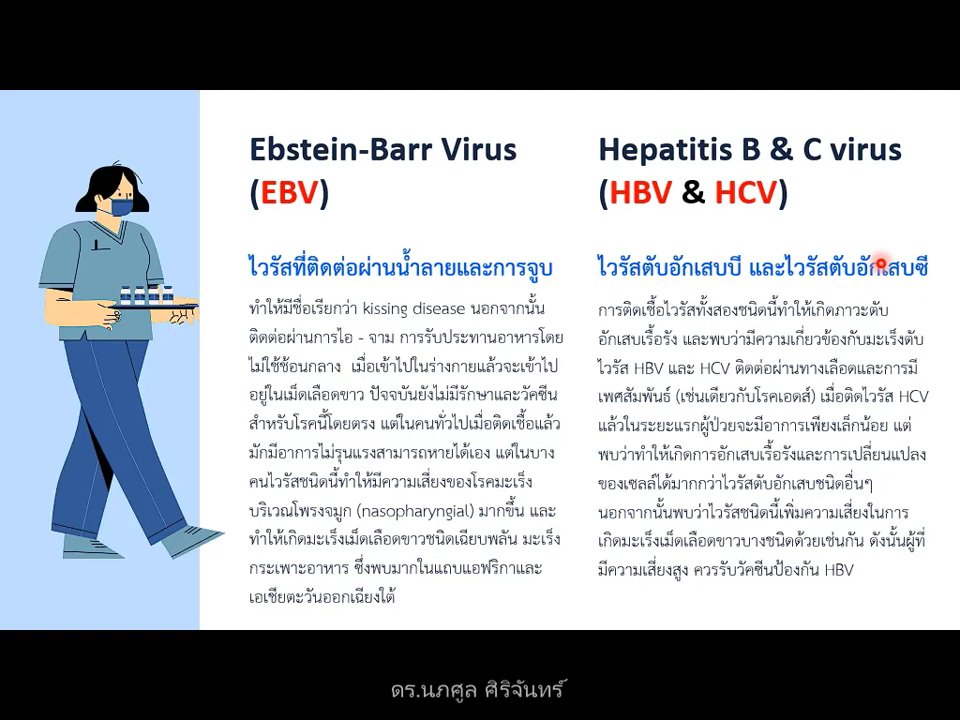 Ebstein-Barr Virus
(EBV)
ไวรัสที่ติดต่อผ่านน้ำลายและการจูบ
ทำให้มีชื่อเรียกว่า kissing disease นอกจากนั้น
ติดต่อผ่านการไอ - จาม การรับประทานอาหารโดย
ไม่ใช้ช้อนกลาง เมื่อเข้าไปในร่างกายแล้วจะเข้าไป
อยู่ในเม็ดเลือดขาว ปัจจบันยังไม่มีรักษาและวัคซีน
สำหรับโรคนี้โดยตรง แต่ในคนทั่วไปเมื่อติดเชื้อแล้ว
มักมีอาการไม่รุนแรงสามารถหายได้เอง แต่ในบาง
คนไวรัสชนิดนี้ทำให้มีความเสี่ยงของโรคมะเร็ง
บริเวณโพรงจมูก (nasopharyngial) มากขึ้น และ
ทำให้เกิดมะเร็งเม็ดเลือดขาวชนิดเฉียบพลัน มะเร็ง
กระเพาะอาหาร ซึ่งพบมากในแถบแอฟริกาและ
เอเชียตะวันออกเฉียงใต้
Hepatitis B & C virus
(HBV & HCV)
ไวรัสตับอักเสบบี และไวรัสตับอักเสบซี
การติดเชื้อไวรัสทั้งสองชนิดนี้ทำให้เกิดภาวะตับ
อักเสบเรื้อรัง และพบว่ามีความเกี่ยวข้องกับมะเร็งตับ
ไวรัส HBV และ HCV ติดต่อผ่านทางเลือดและการมี
เพศสัมพันธ์ (เช่นเดียวกับโรคเอดส์) เมื่อติดไวรัส HCV
แล้วในระยะแรกผู้ป่วยจะมีอาการเพียงเล็กน้อย แต่
พบว่าทำให้เกิดการอักเสบเรื้อรังและการเปลี่ยนแปลง
ของเซลล์ได้มากกว่าไวรัสตับอักเสบชนิดอื่นๆ
นอกจากนั้นพบว่าไวรัสชนิดนี้เพิ่มความเสี่ยงในการ
เกิดมะเร็งเม็ดเลือดขาวบางชนิดด้วยเช่นกัน ดังนั้นผู้ที่
มีความเสี่ยงสูง ควรรับวัคซีนป้องกัน HBV
ดร.นภศูล ศิริจันทร์